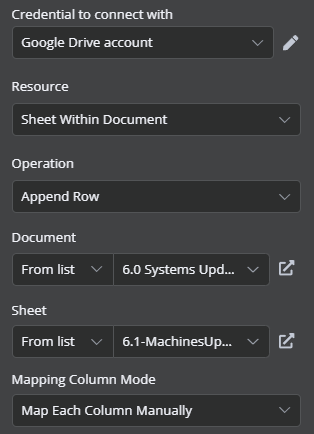 Credential to connect with
Google Drive account
Resource
Sheet Within Document
Operation
Append Row
Document
From list 6.0 Systems Upd...
Sheet
From list 6.1-MachinesUp...
Mapping Column Mode
Map Each Column Manually